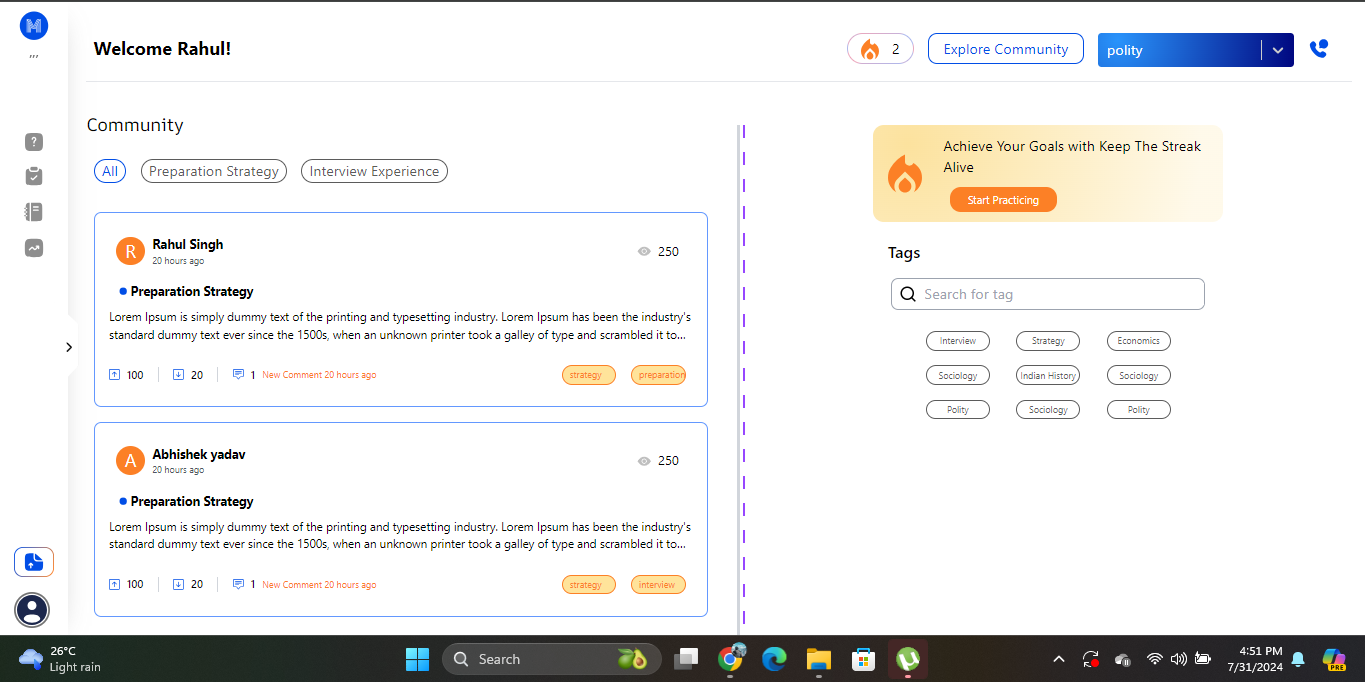 M
Welcome Rahul!
2
Explore Community
polity
Community
All
Preparation Strategy
Interview Experience
R
Rahul Singh
20 hours ago
250
Preparation Strategy
Lorem Ipsum is simply dummy text of the printing and typesetting industry. Lorem Ipsum has been the industry's
standard dummy text ever since the 1500s, when an unknown printer took a galley of type and scrambled it to...
100
20
1
New Comment 20 hours ago
strategy
preparation
A
Abhishek yadav
20 hours ago
250
Preparation Strategy
Lorem Ipsum is simply dummy text of the printing and typesetting industry. Lorem Ipsum has been the industry's
standard dummy text ever since the 1500s, when an unknown printer took a galley of type and scrambled it to...
100
20
1
New Comment 20 hours ago
strategy
interview
Achieve Your Goals with Keep The Streak
Alive
Start Practicing
Tags
Search for tag
Interview
Strategy
Economics
Sociology
Indian History
Sociology
Polity
Sociology
Polity
26°C
Light rain
Search
4:51 PM
7/31/2024
PRE